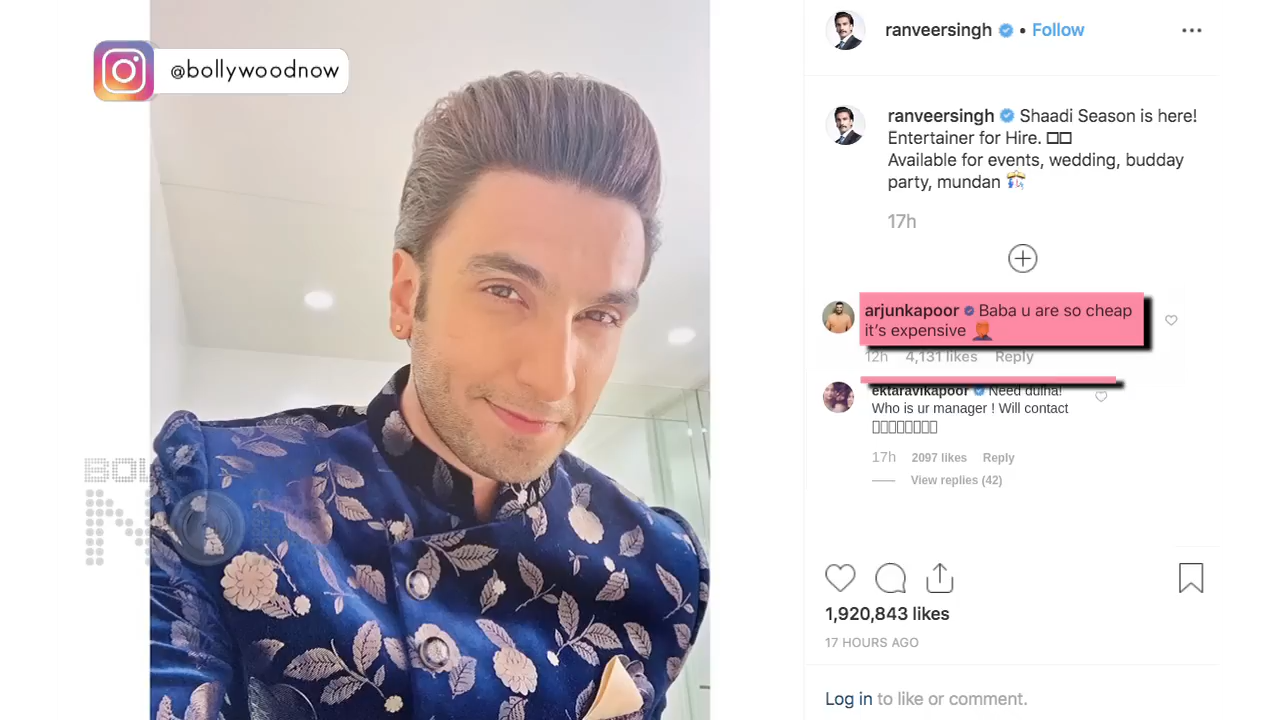 @bollywoodnow
ranveersingh • Follow
ranveersingh Shaadi Season is here!
Entertainer for Hire.
Available for events, wedding, budday
party, mundan
17h
arjunkapoor Baba u are so cheap
it's expensive
12h 4,131 likes Reply
ektaravikapoor Need dulha!
Who is ur manager ! Will contact
17h 2097 likes Reply
View replies (42)
1,920,843 likes
17 HOURS AGO
Log in to like or comment.